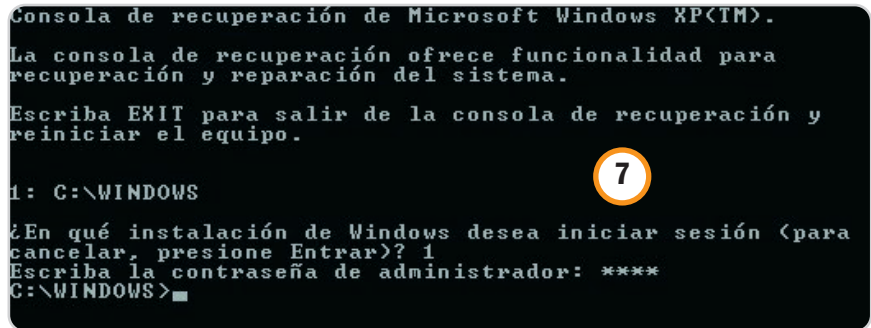 Consola de recuperación de Microsoft Windows XP(TM).
La consola de recuperación ofrece funcionalidad para
recuperación y reparación del sistema.
Escriba EXIT para salir de la consola de recuperación y
reiniciar el equipo.
7
1: C:\WINDOWS
¿En qué instalación de Windows desea iniciar sesión (para
cancelar, presione Entrar)? 1
Escriba la contraseña de administrador: ****
C:\WINDOWS>